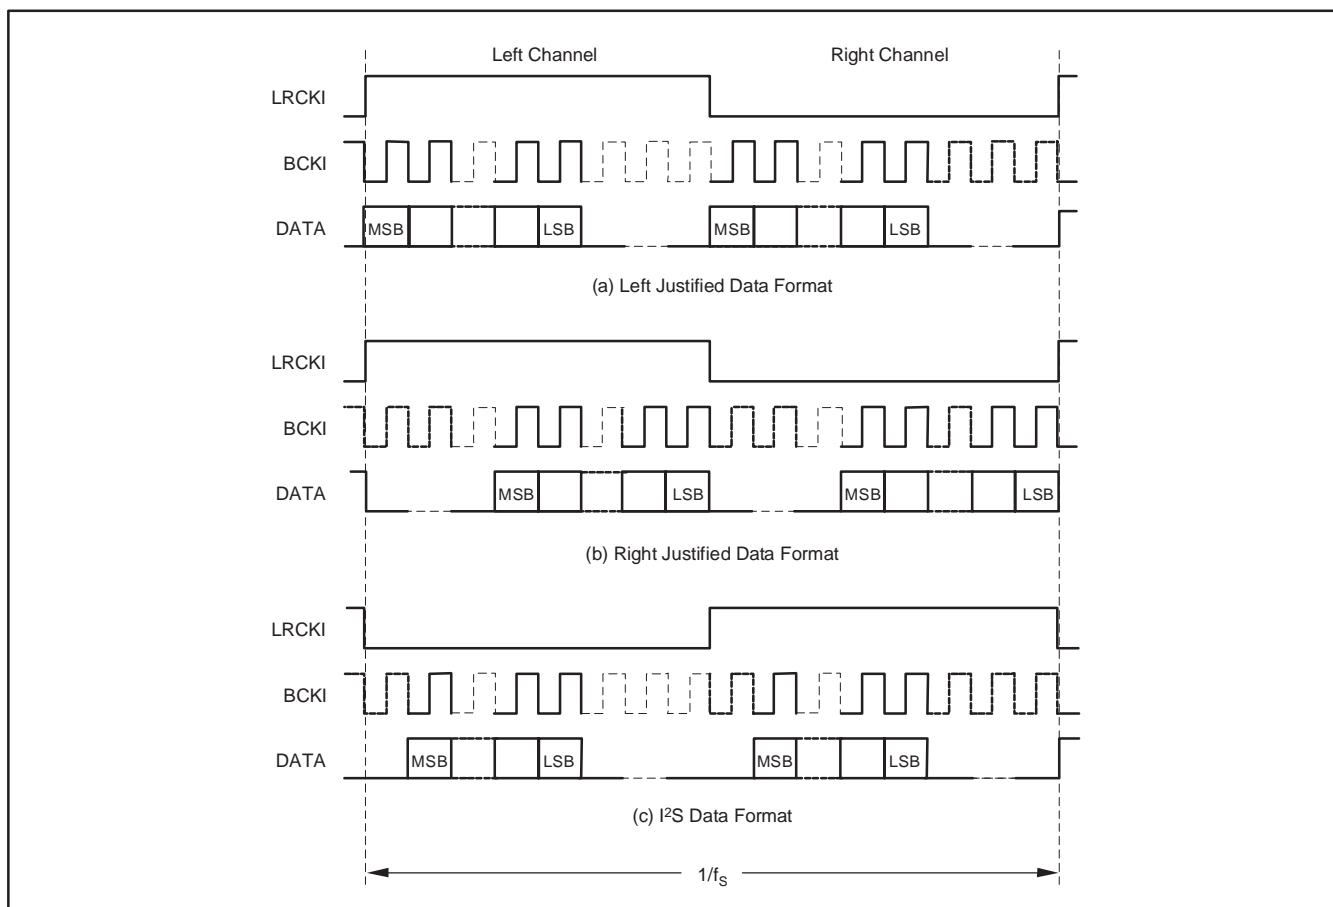 Left Channel Right Channel
LRCKI
BCKI
DATA MSB LSB MSB LSB
(a) Left Justified Data Format
LRCKI
BCKI
DATA MSB LSB MSB LSB
(b) Right Justified Data Format
LRCKI
BCKI
DATA MSB LSB MSB LSB
(c) I²S Data Format
1/fS